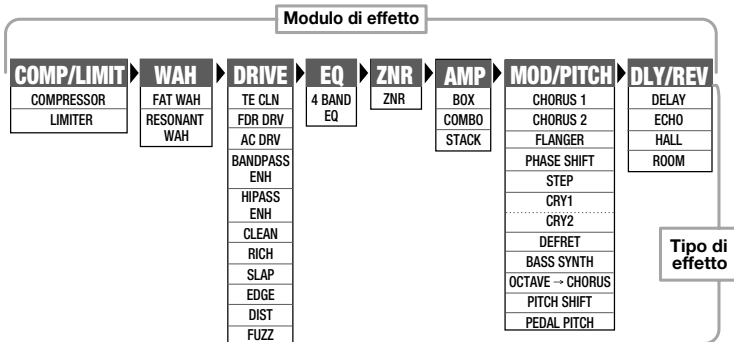 Modulo di effetto
COMP/LIMIT
COMPRESSOR
LIMITER
WAH
FAT WAH
RESONANT
WAH
DRIVE
TE CLN
FDR DRV
AC DRV
BANDPASS
ENH
HIPASS
ENH
CLEAN
RICH
SLAP
EDGE
DIST
FUZZ
EQ
4 BAND
EQ
ZNR
ZNR
AMP
BOX
COMBO
STACK
MOD/PITCH
CHORUS 1
CHORUS 2
FLANGER
PHASE SHIFT
STEP
CRY1
CRY2
DEFRET
BASS SYNTH
OCTAVE → CHORUS
PITCH SHIFT
PEDAL PITCH
DLY/REV
DELAY
ECHO
HALL
ROOM
Tipo di
effetto